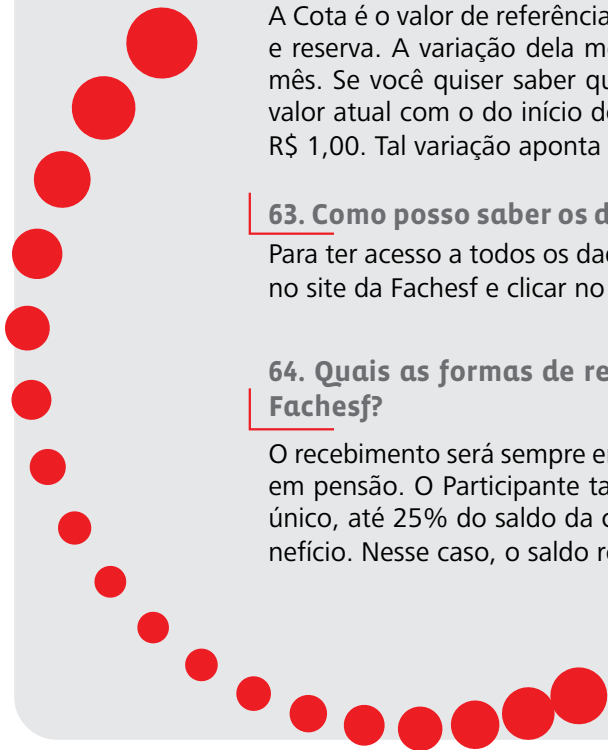 A Cota é o valor de referência
e reserva. A variação dela
mês. Se você quiser saber
valor atual com o do início
R$ 1,00. Tal variação aponta
63. Como posso saber os
Para ter acesso a todos os
no site da Fachesf e clicar no
64. Quais as formas de
Fachesf?
O recebimento será sempre
em pensão. O Participante
único, até 25% do saldo da
nefício. Nesse caso, o saldo